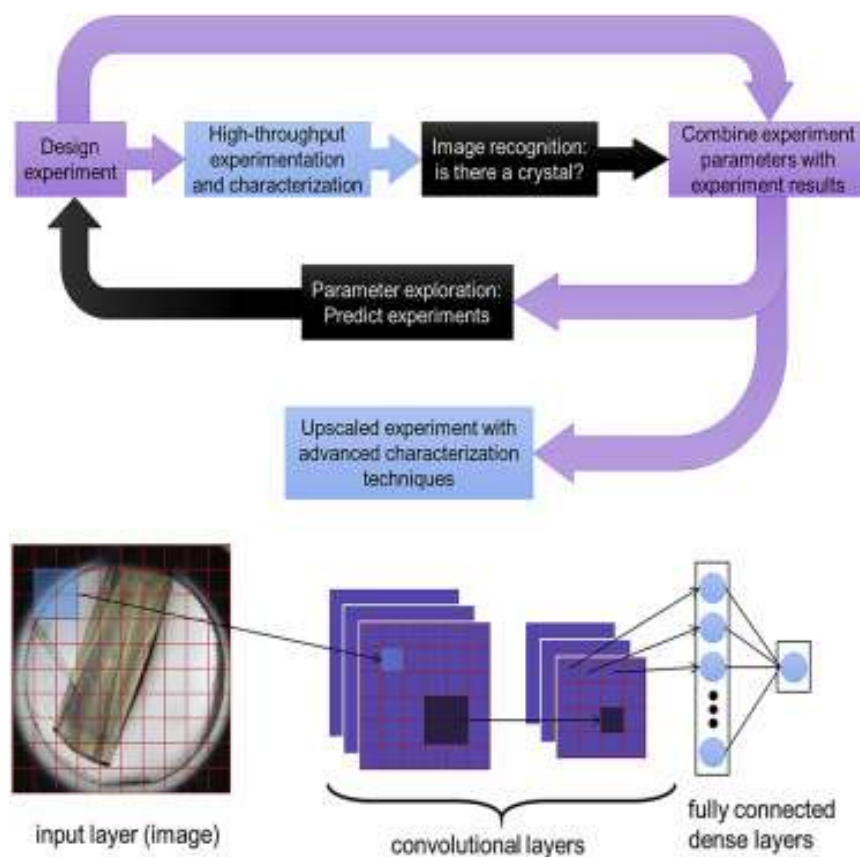 Design
experiment
High-throughput
experimentation
and characterization
Image recognition:
is there a crystal?
Combine experiment
parameters with
experiment results
Parameter exploration:
Predict experiments
Upscaled experiment with
advanced characterization
techniques
input layer (image)
convolutional layers
fully connected
dense layers